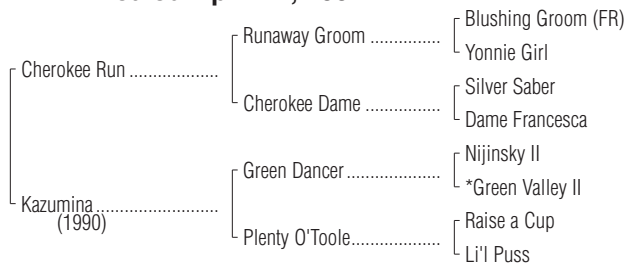 Blushing Groom (FR)
Runaway Groom ................
Yonnie Girl
Cherokee Run .....................
Silver Saber
Cherokee Dame .................
Dame Francesca
Nijinsky II
Green Dancer.....................
*Green Valley II
Kazumina ............................
(1990)
Raise a Cup
Plenty O'Toole....................
Li'l Puss